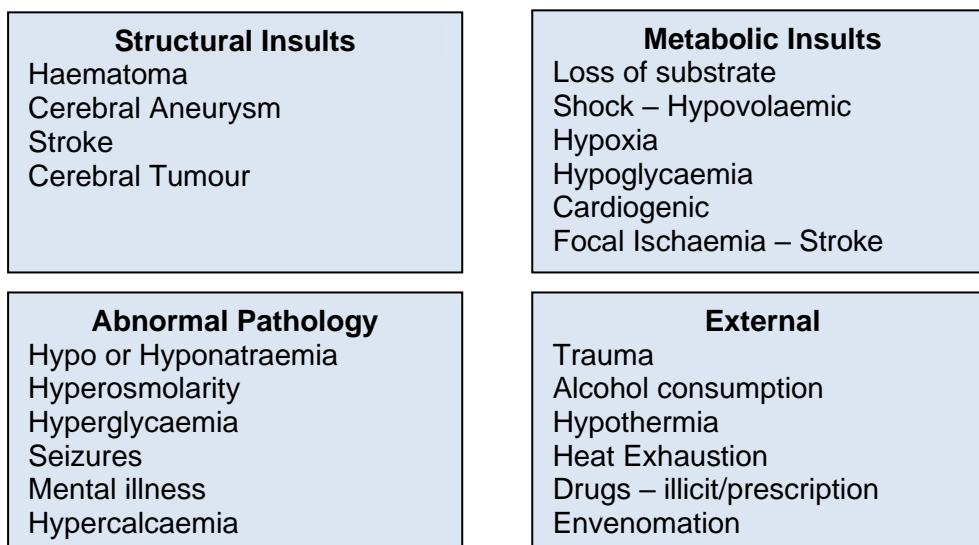 Structural Insults
Haematoma
Cerebral Aneurysm
Stroke
Cerebral Tumour
Metabolic Insults
Loss of substrate
Shock – Hypovolaemic
Hypoxia
Hypoglycaemia
Cardiogenic
Focal Ischaemia – Stroke
Abnormal Pathology
Hypo or Hyponatraemia
Hyperosmolarity
Hyperglycaemia
Seizures
Mental illness
Hypercalcaemia
External
Trauma
Alcohol consumption
Hypothermia
Heat Exhaustion
Drugs – illicit/prescription
Envenomation